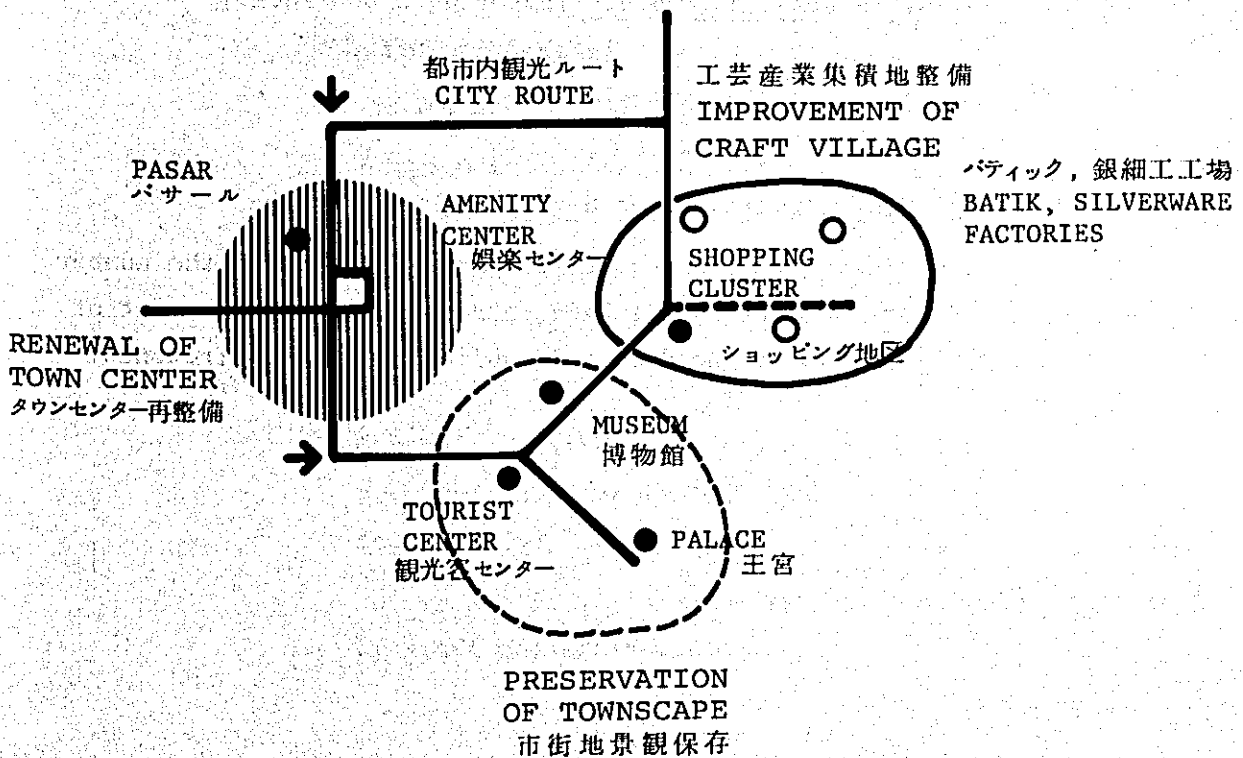 都市内観光ルート
CITY ROUTE
工芸産業集積地整備
IMPROVEMENT OF
CRAFT VILLAGE
バティック, 銀細工工場
BATIK, SILVERWARE
FACTORIES
PASAR
パサール
AMENITY
CENTER
娯楽センター
SHOPPING
CLUSTER
ショッピング地区
RENEWAL OF
TOWN CENTER
タウンセンター再整備
MUSEUM
博物館
TOURIST
CENTER
観光客センター
PALACE
王宮
PRESERVATION
OF TOWNSCAPE
市街地景観保存